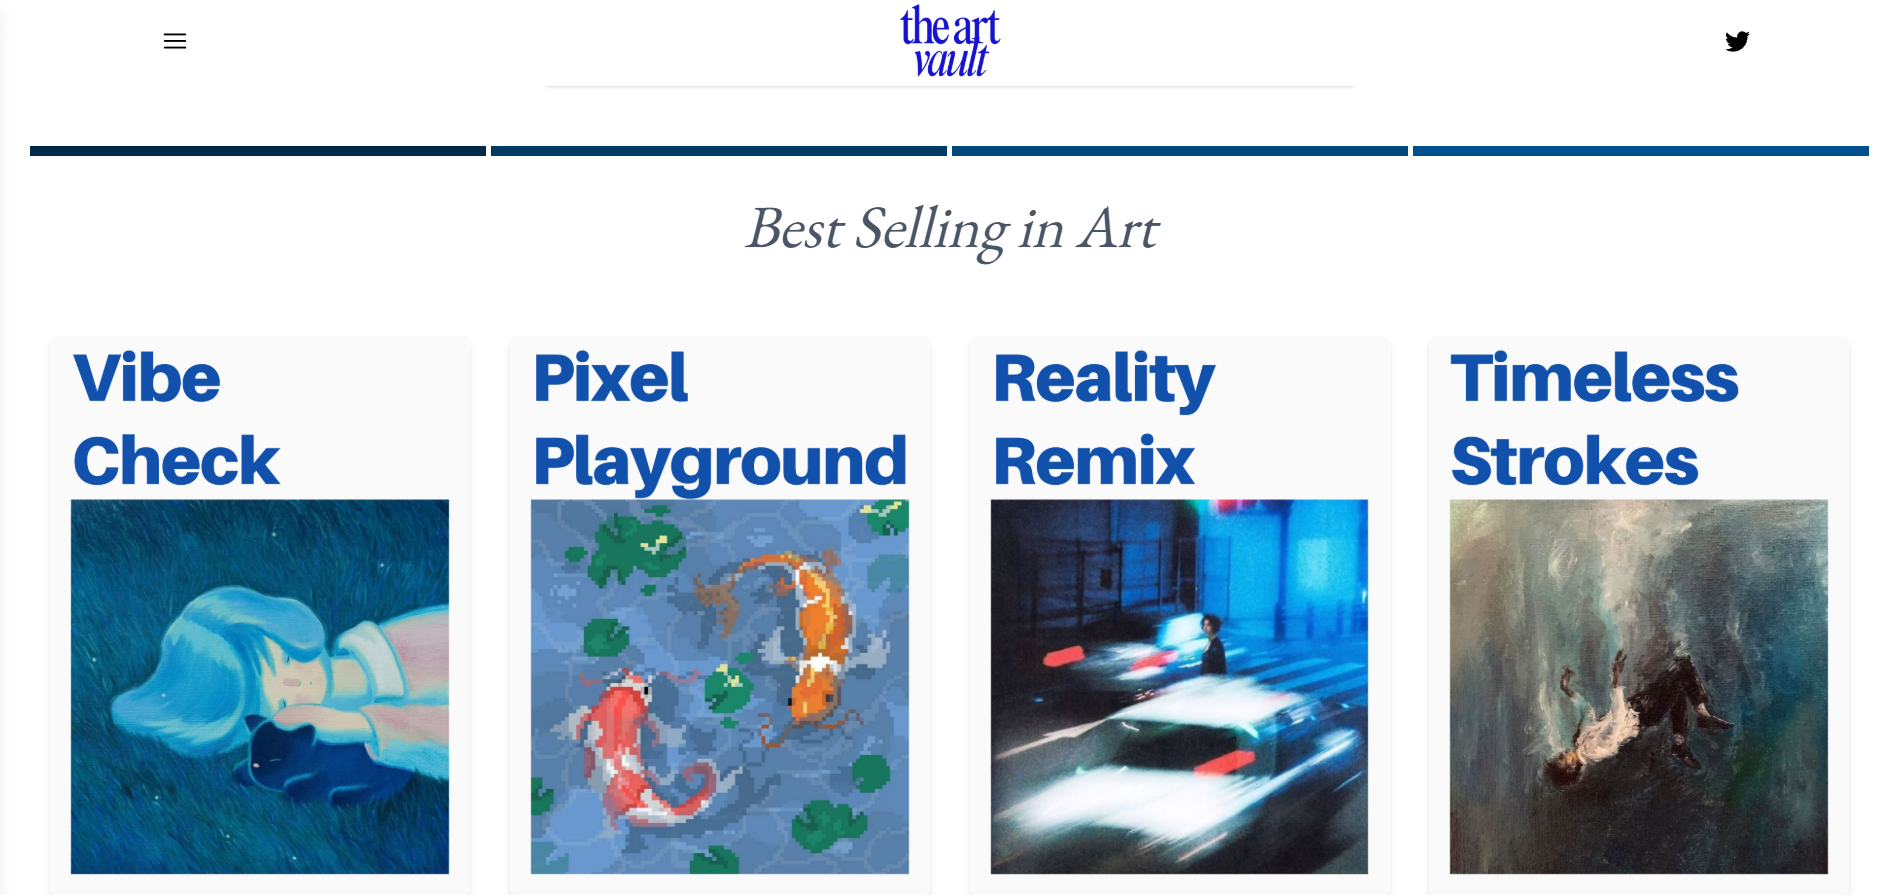 the art
vault
Best Selling in Art
Vibe
Check
Pixel
Playground
Reality
Remix
Timeless
Strokes